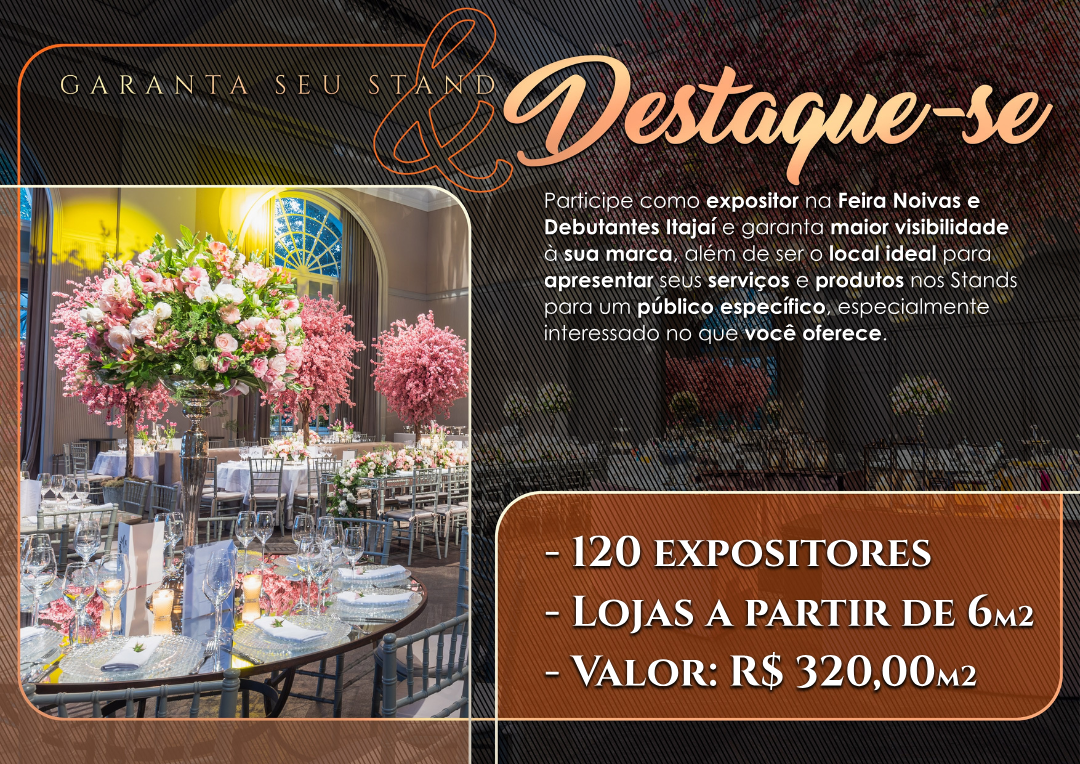 GARANTA SEU STAND
& Destaque-se
Participe como expositor na Feira Noivas e
Debutantes Itajaí e garanta maior visibilidade
à sua marca, além de ser o local ideal para
apresentar seus serviços e produtos nos Stands
para um público específico, especialmente
interessado no que você oferece.
- 120 EXPOSITORES
- LOJAS A PARTIR DE 6M2
- VALOR: R$ 320,00M2